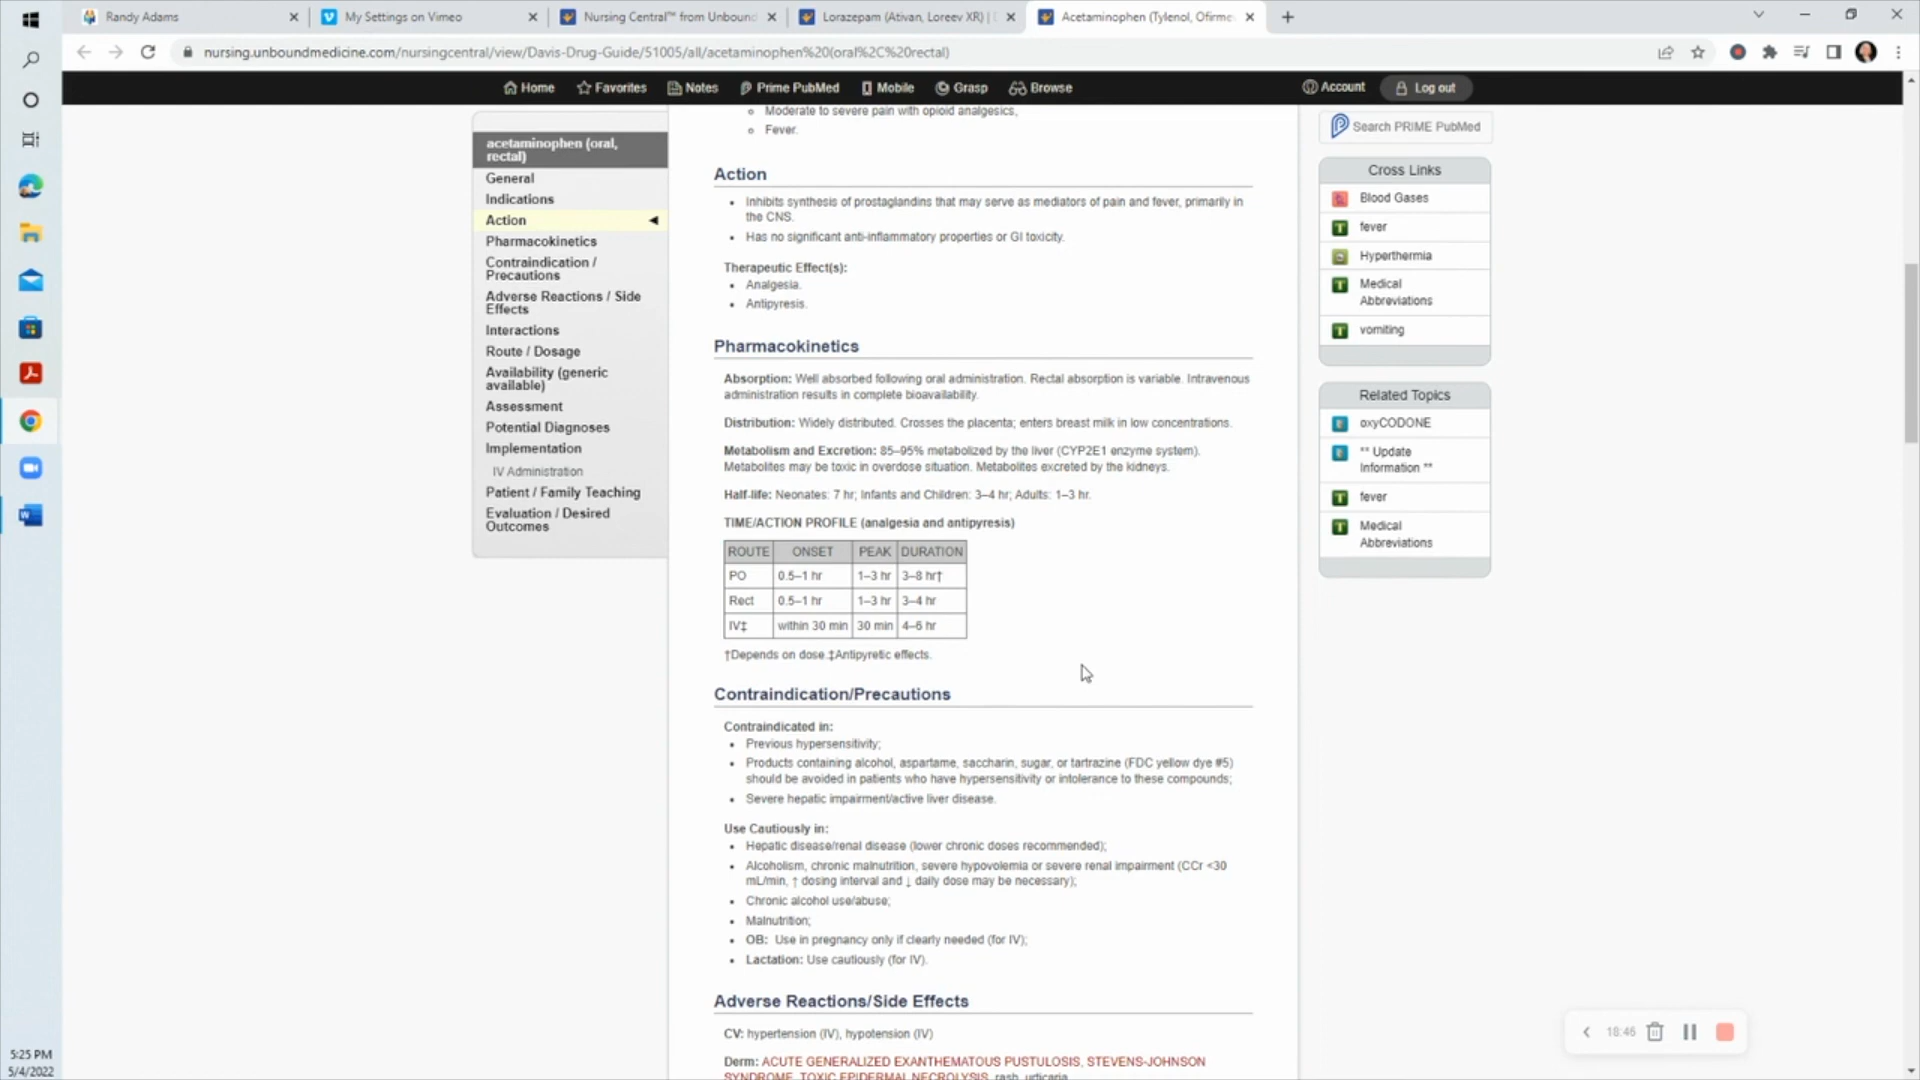 Randy Adams
My Settings on Vimeo
Nursing Central™ from Unbound
Lorazepam (Ativan, Loreev XR) |
Acetaminophen (Tylenol, Ofirme
nursing.unboundmedicine.com/nursingcentral/view/Davis-Drug-Guide/51005/all/acetaminophen%20(oral%2C%20rectal)
Home Favorites Notes Prime PubMed Mobile Grasp Browse Account Log out
acetaminophen (oral,
rectal)
General
Indications
Action
Pharmacokinetics
Contraindication /
Precautions
Adverse Reactions / Side
Effects
Interactions
Route / Dosage
Availability (generic
available)
Assessment
Potential Diagnoses
Implementation
IV Administration
Patient / Family Teaching
Evaluation / Desired
Outcomes
Moderate to severe pain with opioid analgesics,
Fever.
Action
Inhibits synthesis of prostaglandins that may serve as mediators of pain and fever, primarily in
the CNS.
Has no significant anti-inflammatory properties or GI toxicity.
Therapeutic Effect(s):
Analgesia.
Antipyresis.
Pharmacokinetics
Absorption: Well absorbed following oral administration. Rectal absorption is variable. Intravenous
administration results in complete bioavailability.
Distribution: Widely distributed. Crosses the placenta; enters breast milk in low concentrations.
Metabolism and Excretion: 85–95% metabolized by the liver (CYP2E1 enzyme system).
Metabolites may be toxic in overdose situation. Metabolites excreted by the kidneys.
Half-life: Neonates: 7 hr; Infants and Children: 3–4 hr; Adults: 1–3 hr.
TIME/ACTION PROFILE (analgesia and antipyresis)
ROUTE ONSET PEAK DURATION
PO 0.5–1 hr 1–3 hr 3–8 hr†
Rect 0.5–1 hr 1–3 hr 3–4 hr
IV‡ within 30 min 30 min 4–6 hr
†Depends on dose.‡Antipyretic effects.
Contraindication/Precautions
Contraindicated in:
Previous hypersensitivity;
Products containing alcohol, aspartame, saccharin, sugar, or tartrazine (FDC yellow dye #5)
should be avoided in patients who have hypersensitivity or intolerance to these compounds;
Severe hepatic impairment/active liver disease.
Use Cautiously in:
Hepatic disease/renal disease (lower chronic doses recommended);
Alcoholism, chronic malnutrition, severe hypovolemia or severe renal impairment (CCr <30
mL/min, ↑ dosing interval and ↓ daily dose may be necessary);
Chronic alcohol use/abuse;
Malnutrition;
OB: Use in pregnancy only if clearly needed (for IV);
Lactation: Use cautiously (for IV).
Adverse Reactions/Side Effects
CV: hypertension (IV), hypotension (IV)
Derm: ACUTE GENERALIZED EXANTHEMATOUS PUSTULOSIS, STEVENS-JOHNSON
SYNDROME, TOXIC EPIDERMAL NECROLYSIS, rash, urticaria
Search PRIME PubMed
Cross Links
Blood Gases
fever
Hyperthermia
Medical
Abbreviations
vomiting
Related Topics
oxyCODONE
** Update
Information **
fever
Medical
Abbreviations
18:46
5:25 PM
5/4/2022